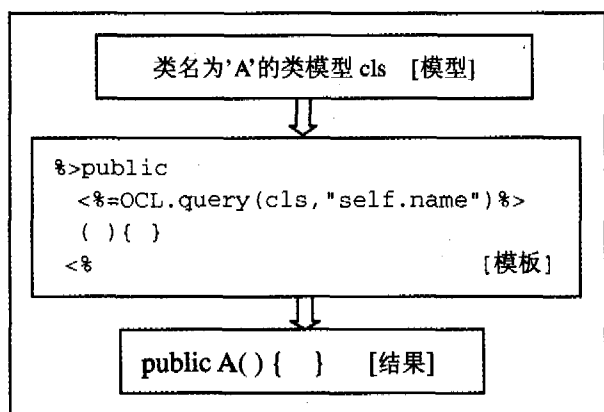 类名为'A'的类模型 cls [模型]
%>public
<%=OCL.query(cls,"self.name")%>
( ){ }
<% [模板]
public A( ) { } [结果]